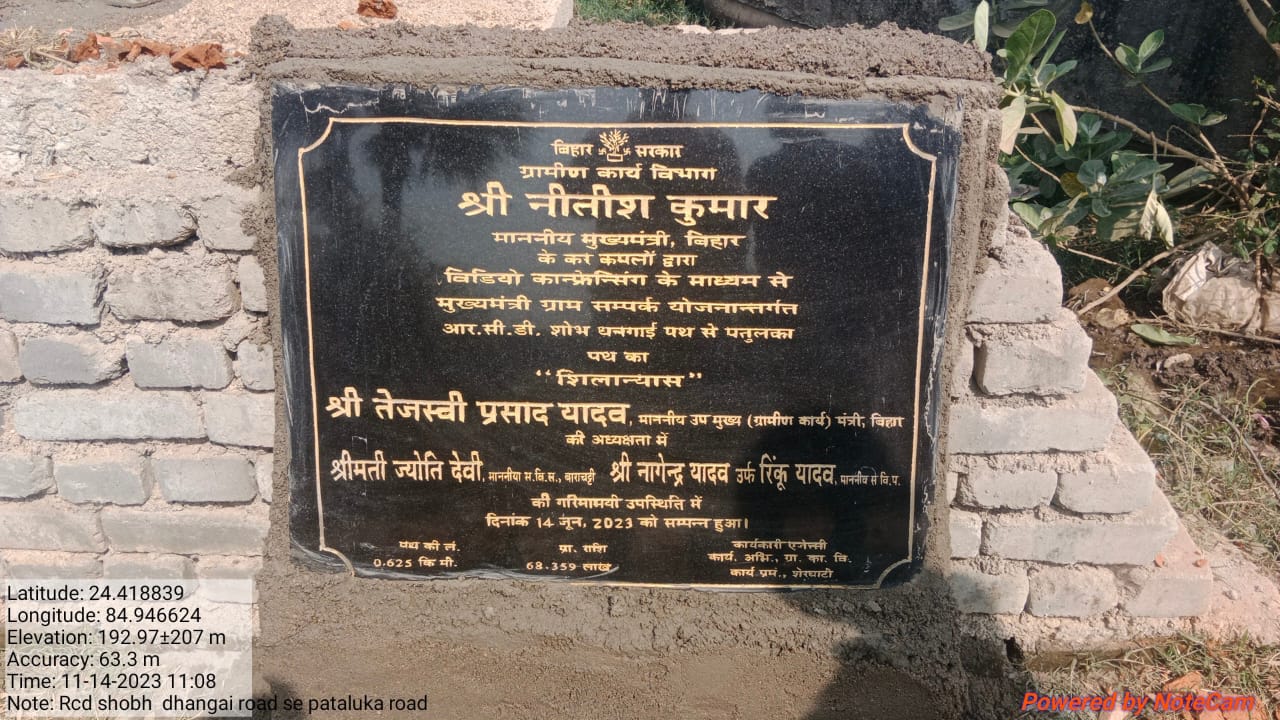 बिहार सरकार
ग्रामीण कार्य विभाग
श्री नीतीश कुमार
माननीय मुख्यमंत्री, बिहार
के कर कमलों द्वारा
विडियो कान्फ्रेन्सिंग के माध्यम से
मुख्यमंत्री ग्राम सम्पर्क योजनान्तर्गत
आर.सी.डी. शोभ धनगाई पथ से पतुलका
पथ का
“शिलान्यास”
श्री तेजस्वी प्रसाद यादव, माननीय उप मुख्य (ग्रामीण कार्य) मंत्री, बिहार
की अध्यक्षता में
श्रीमती ज्योति देवी, माननीया स.वि.स., बाराचट्टी श्री नागेन्द्र यादव उर्फ रिंकू यादव, माननीय स वि.प.
की गरिमामयी उपस्थिति में
दिनांक 14 जून, 2023 को सम्पन्न हुआ।
पथ की लं. प्रा. राशि कार्यकारी एजेन्सी
0.625 कि मी. 68.359 लाख कार्य. अभि., ग्रा. का. वि.
कार्य प्रमं., शेरघाटी
Latitude: 24.418839
Longitude: 84.946624
Elevation: 192.97±207 m
Accuracy: 63.3 m
Time: 11-14-2023 11:08
Note: Rcd shobh dhangai road se pataluka road
Powered by NoteCam